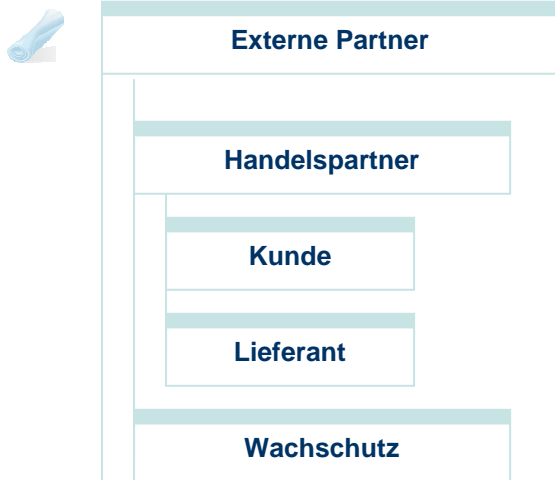 Externe Partner
Handelspartner
Kunde
Lieferant
Wachschutz